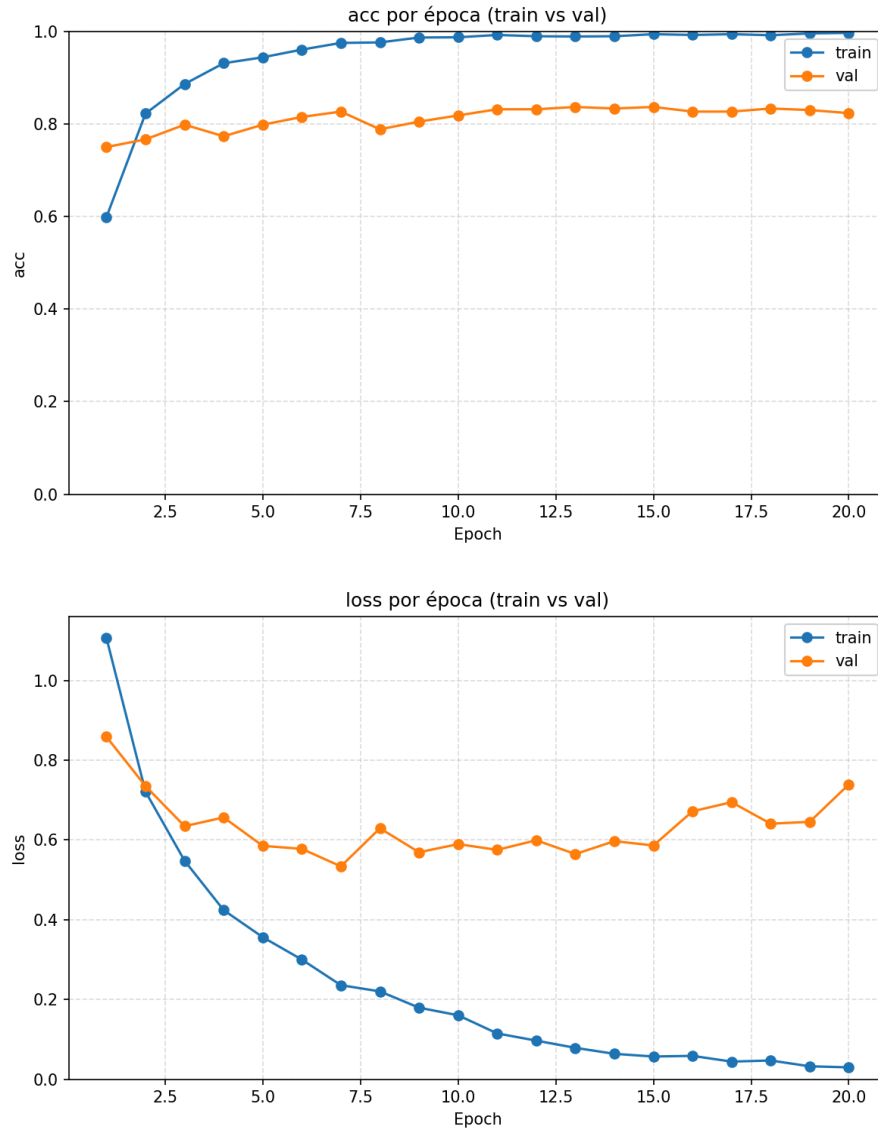 acc por época (train vs val)
1.0
train
val
0.8
0.6
acc
0.4
0.2
0.0
2.5 5.0 7.5 10.0 12.5 15.0 17.5 20.0
Epoch
loss por época (train vs val)
train
val
1.0
0.8
0.6
loss
0.4
0.2
0.0
2.5 5.0 7.5 10.0 12.5 15.0 17.5 20.0
Epoch